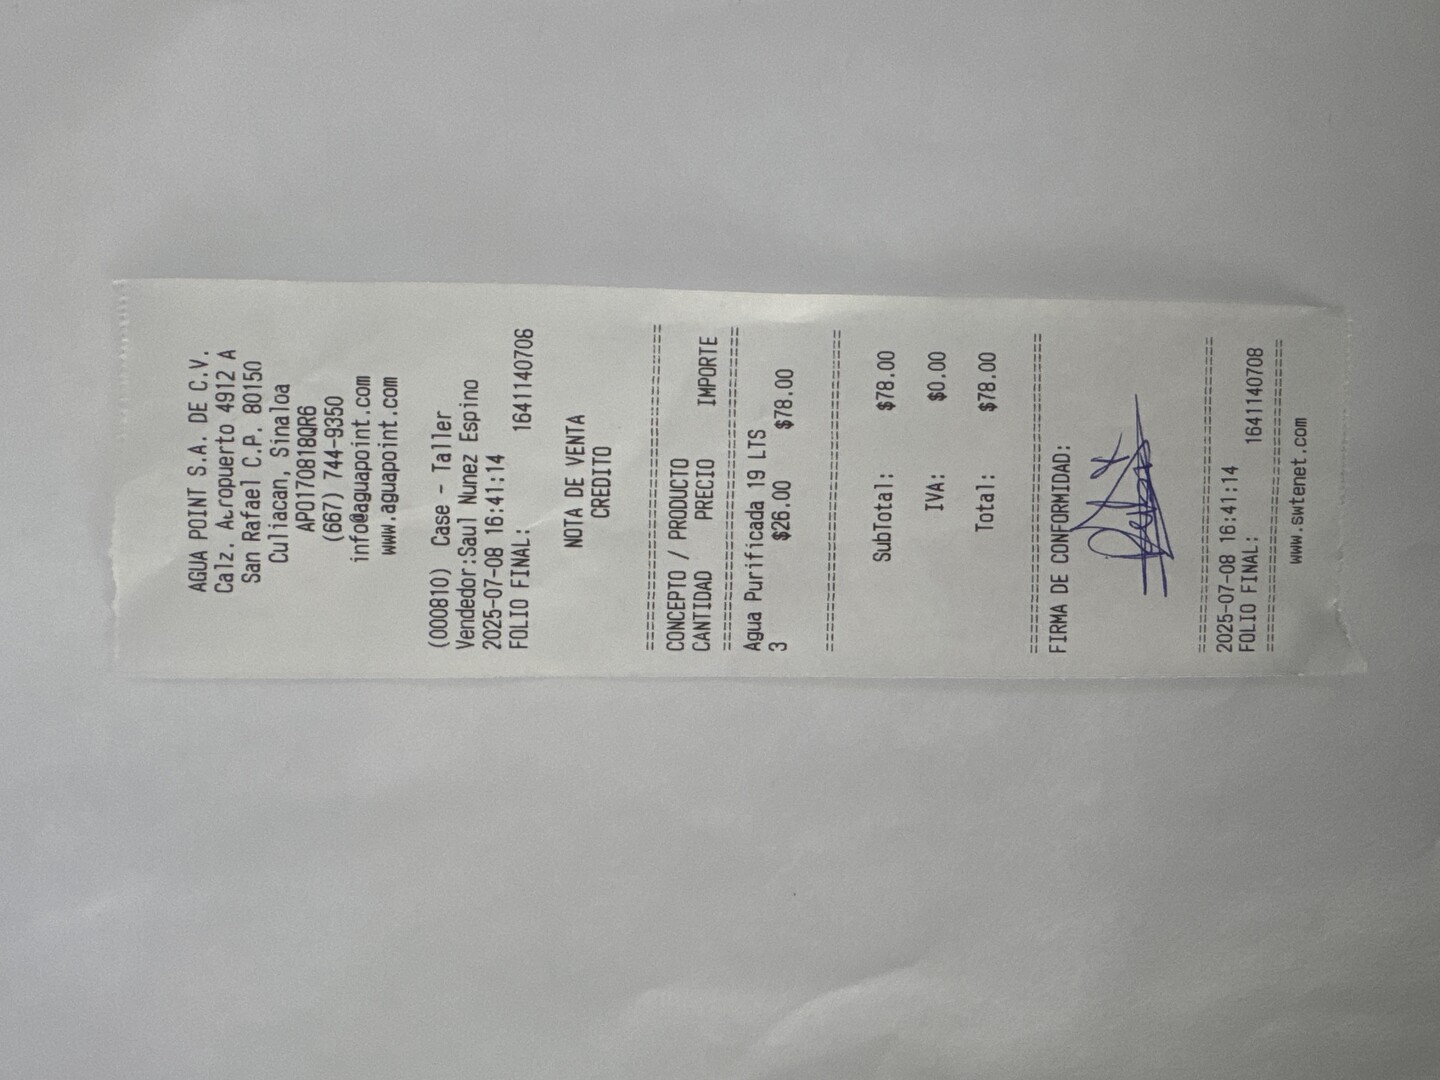 AGUA POINT S.A. DE C.V.
Calz. Aeropuerto 4912 A
San Rafael C.P. 80150
Culiacan, Sinaloa
APO170818QR6
(667) 744-9350
info@aguapoint.com
www.aguapoint.com
(000810) Case - Taller
Vendedor:Saul Nunez Espino
2025-07-08 16:41:14
FOLIO FINAL: 1641140706
NOTA DE VENTA
CREDITO
==============================
CONCEPTO / PRODUCTO
CANTIDAD PRECIO IMPORTE
==============================
Agua Purificada 19 LTS
3 $26.00 $78.00
==============================
SubTotal: $78.00
IVA: $0.00
Total: $78.00
==============================
FIRMA DE CONFORMIDAD:
==============================
2025-07-08 16:41:14
FOLIO FINAL: 1641140708
==============================
www.swtenet.com